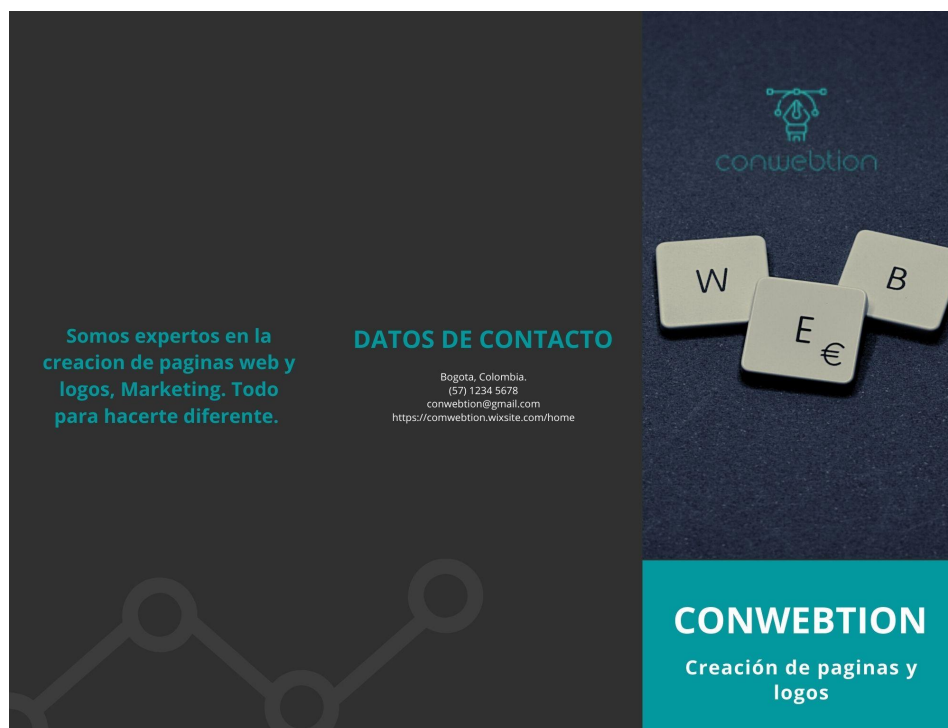 Somos expertos en la
creacion de paginas web y
logos, Marketing. Todo
para hacerte diferente.
DATOS DE CONTACTO
Bogota, Colombia.
(57) 1234 5678
conwebtion@gmail.com
https://comwebtion.wixsite.com/home
conwebtion
W
E
€
B
CONWEBTION
Creación de paginas y
logos